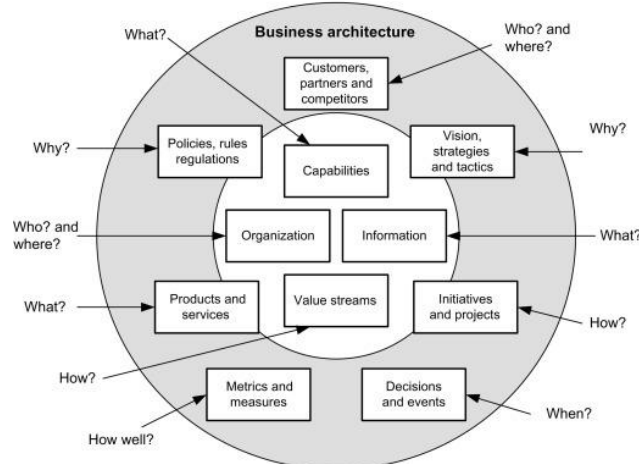 Business architecture
What?
Who? and
where?
Customers,
partners and
competitors
Why?
Policies, rules
regulations
Capabilities
Vision,
strategies
and tactics
Why?
Who? and
where?
Organization
Information
What?
What?
Products and
services
Value streams
Initiatives
and projects
How?
How?
Metrics and
measures
Decisions
and events
When?
How well?